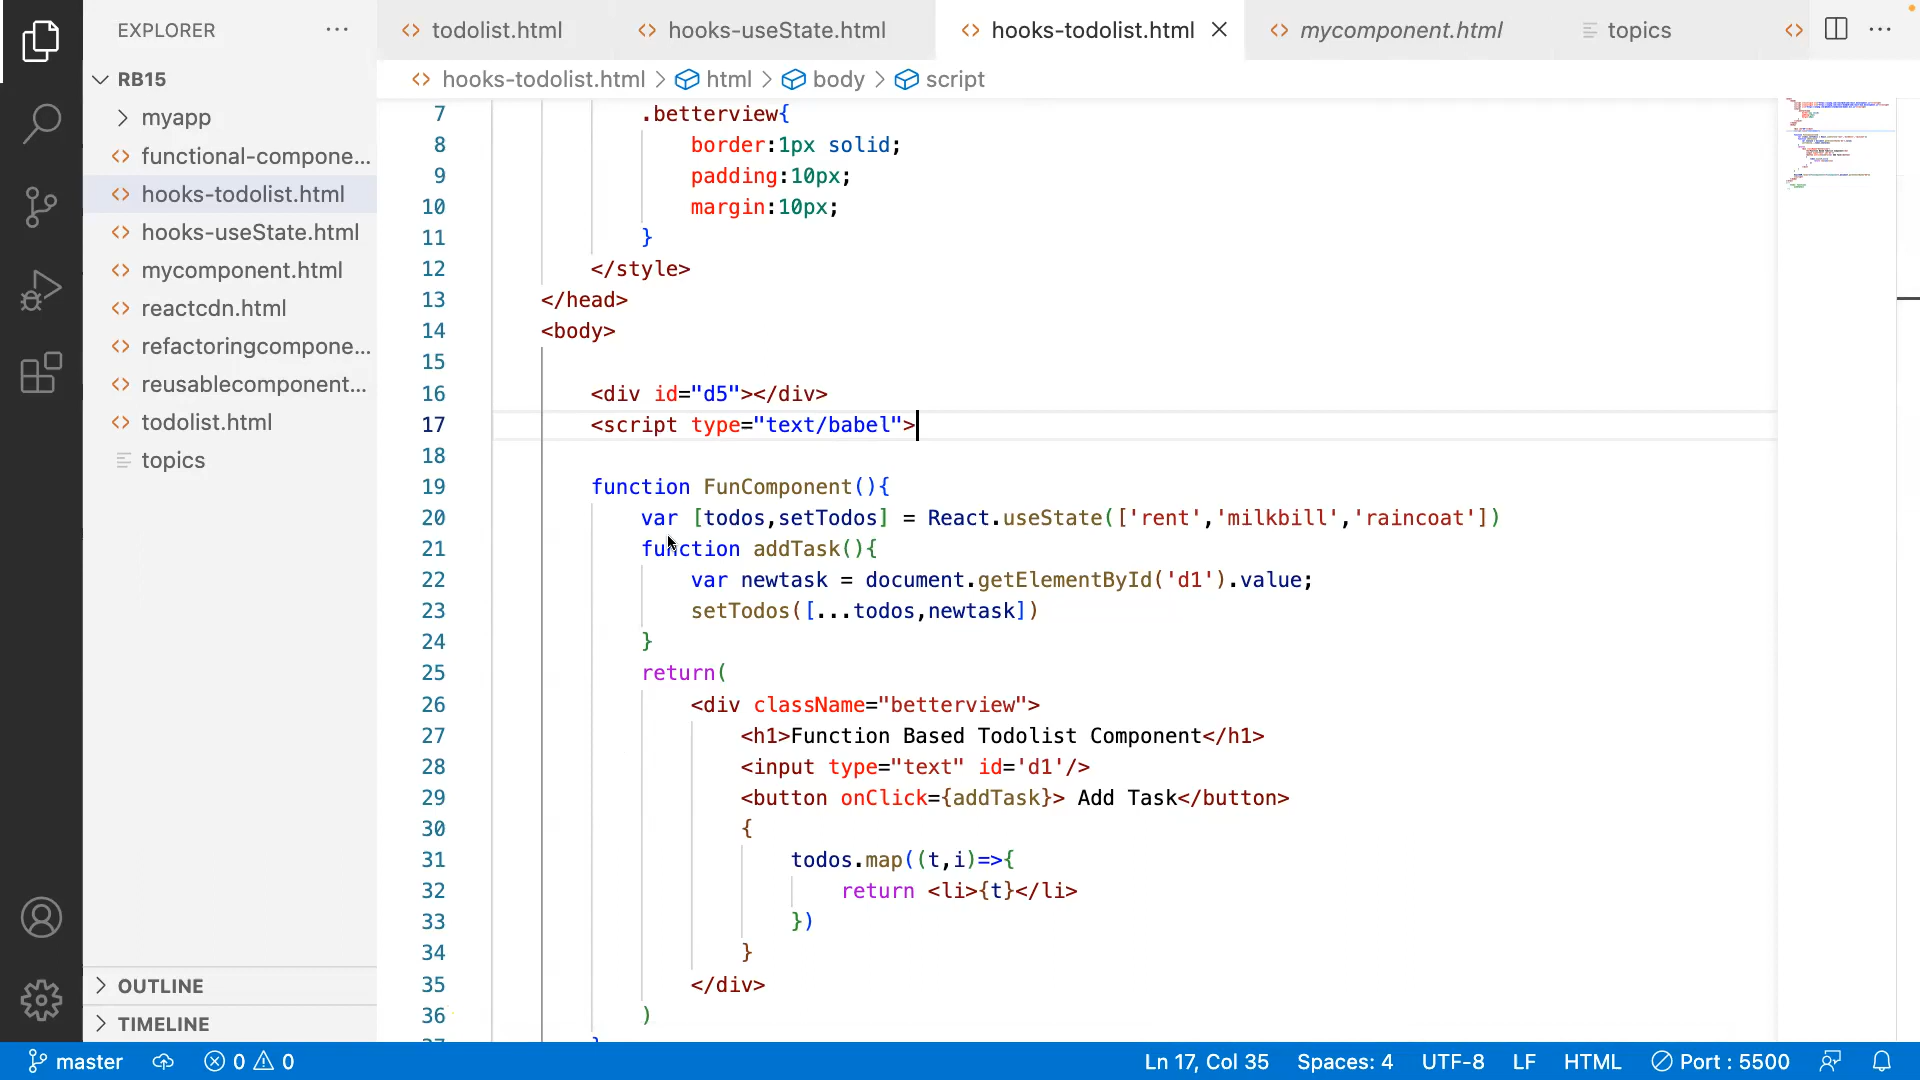 EXPLORER
RB15
myapp
functional-compone...
hooks-todolist.html
hooks-useState.html
mycomponent.html
reactcdn.html
refactoringcompone...
reusablecomponent...
todolist.html
topics
OUTLINE
TIMELINE
todolist.html hooks-useState.html hooks-todolist.html mycomponent.html topics
hooks-todolist.html > html > body > script
7 .betterview{
8 border:1px solid;
9 padding:10px;
10 margin:10px;
11 }
12 </style>
13 </head>
14 <body>
15
16 <div id="d5"></div>
17 <script type="text/babel">
18
19 function FunComponent(){
20 var [todos,setTodos] = React.useState(['rent','milkbill','raincoat'])
21 function addTask(){
22 var newtask = document.getElementById('d1').value;
23 setTodos([...todos,newtask])
24 }
25 return(
26 <div className="betterview">
27 <h1>Function Based Todolist Component</h1>
28 <input type="text" id='d1'/>
29 <button onClick={addTask}> Add Task</button>
30 {
31 todos.map((t,i)=>{
32 return <li>{t}</li>
33 })
34 }
35 </div>
36 )
master 0 0 Ln 17, Col 35 Spaces: 4 UTF-8 LF HTML Port : 5500